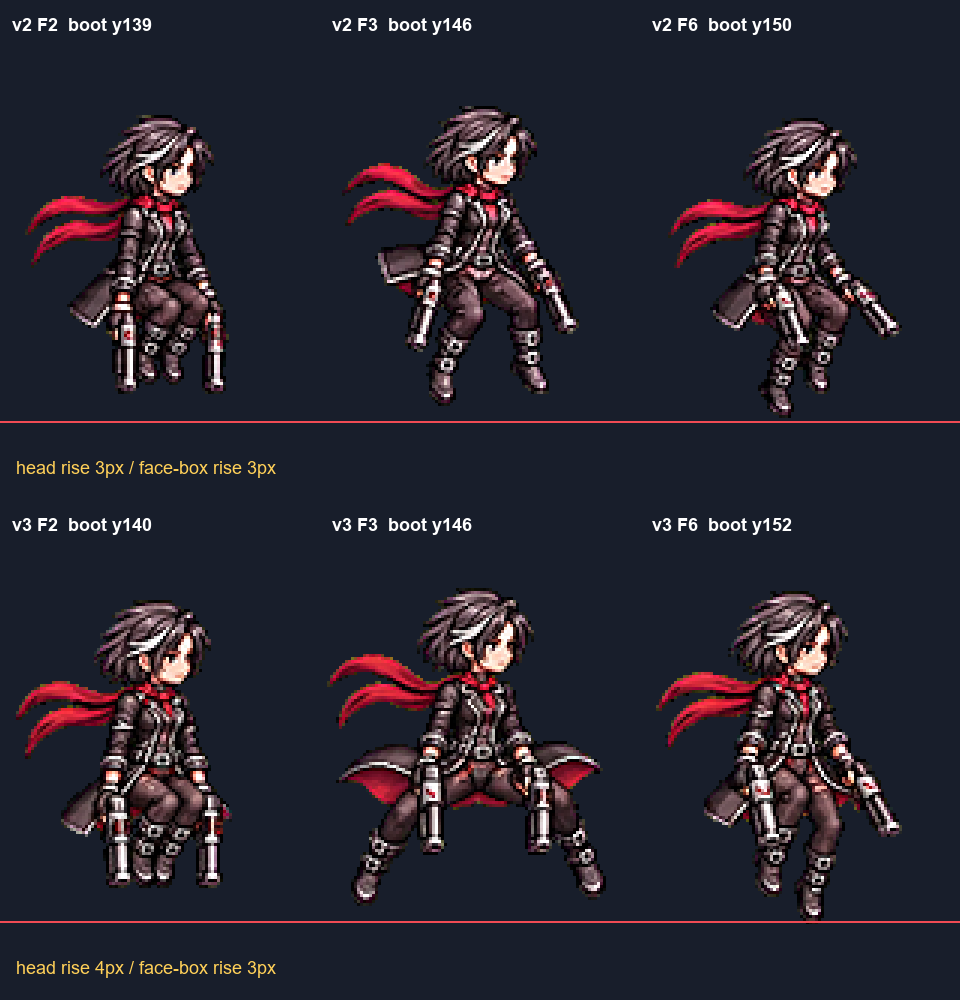 v2 F2  boot y139
v2 F3  boot y146
v2 F6  boot y150
head rise 3px / face-box rise 3px
v3 F2  boot y140
v3 F3  boot y146
v3 F6  boot y152
head rise 4px / face-box rise 3px